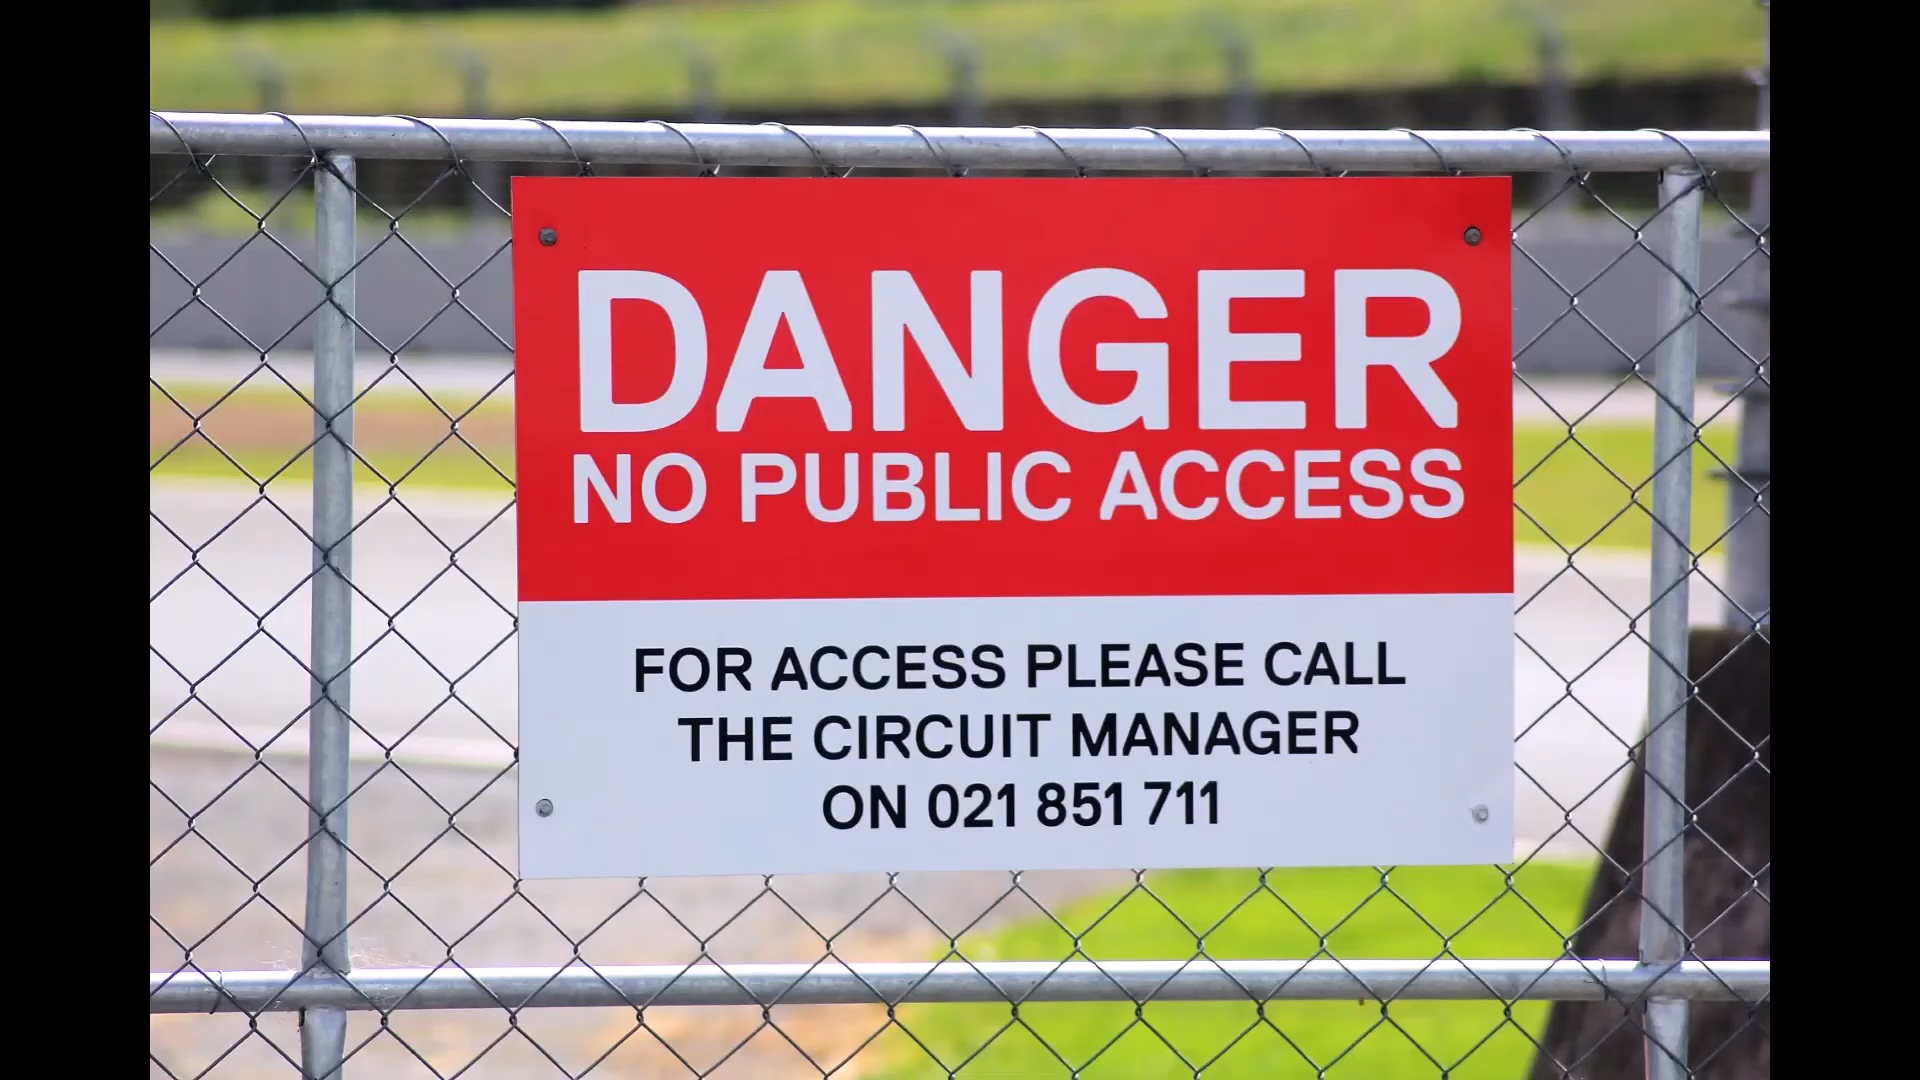 DANGER
NO PUBLIC ACCESS
FOR ACCESS PLEASE CALL
THE CIRCUIT MANAGER
ON 021 851 711